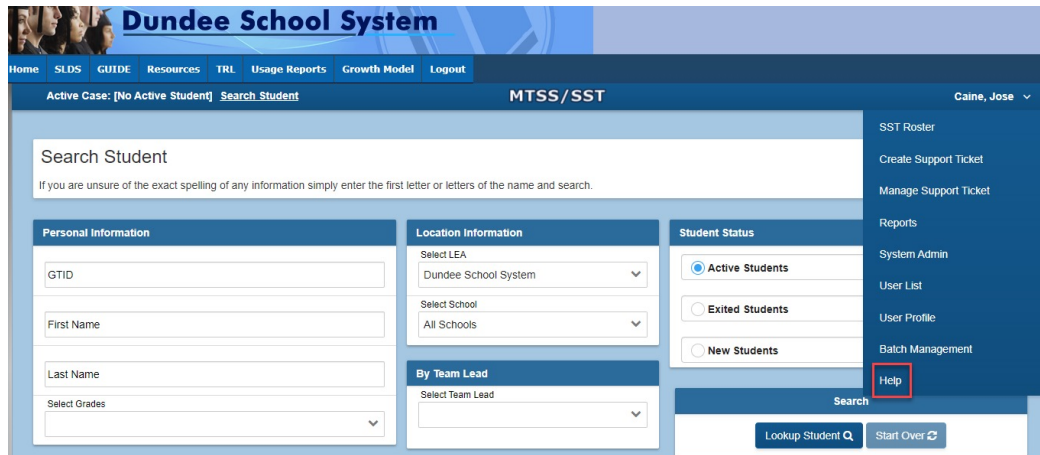 Dundee School System
Home SLDS GUIDE Resources TRL Usage Reports Growth Model Logout
Active Case: [No Active Student] Search Student
MTSS/SST
Caine, Jose
SST Roster
Create Support Ticket
Manage Support Ticket
Reports
System Admin
User List
User Profile
Batch Management
Help
Search Student
If you are unsure of the exact spelling of any information simply enter the first letter or letters of the name and search.
Personal Information
GTID
First Name
Last Name
Select Grades
Location Information
Select LEA
Dundee School System
Select School
All Schools
By Team Lead
Select Team Lead
Student Status
Active Students
Exited Students
New Students
Search
Lookup Student
Start Over